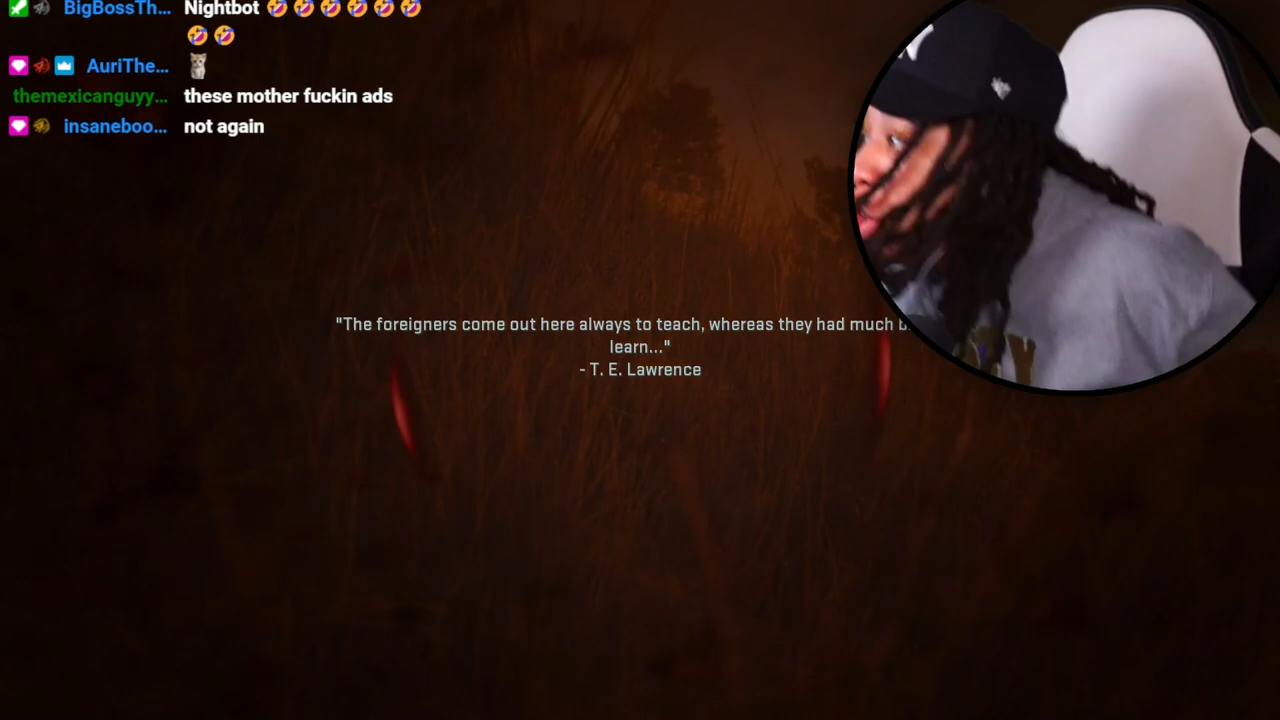 BigBossTh... Nightbot 🤣🤣🤣🤣🤣🤣
🤣🤣
AuriThe...
themexicanguyy... these mother fuckin ads
insaneboo... not again
"The foreigners come out here always to teach, whereas they had much
learn..."
- T. E. Lawrence